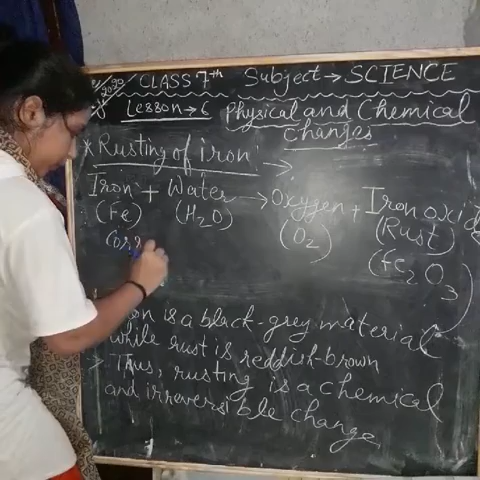 2020 CLASS 7th Subject → SCIENCE
Lesson → 6 Physical and Chemical
Changes
* Rusting of iron →
Iron + Water → Oxygen + Iron oxide
(Fe) (H2O) (O2) (Rust)
(Fe2O3)
is a black-grey material
while rust is reddish-brown
> Thus, rusting is a chemical
and irreversible change